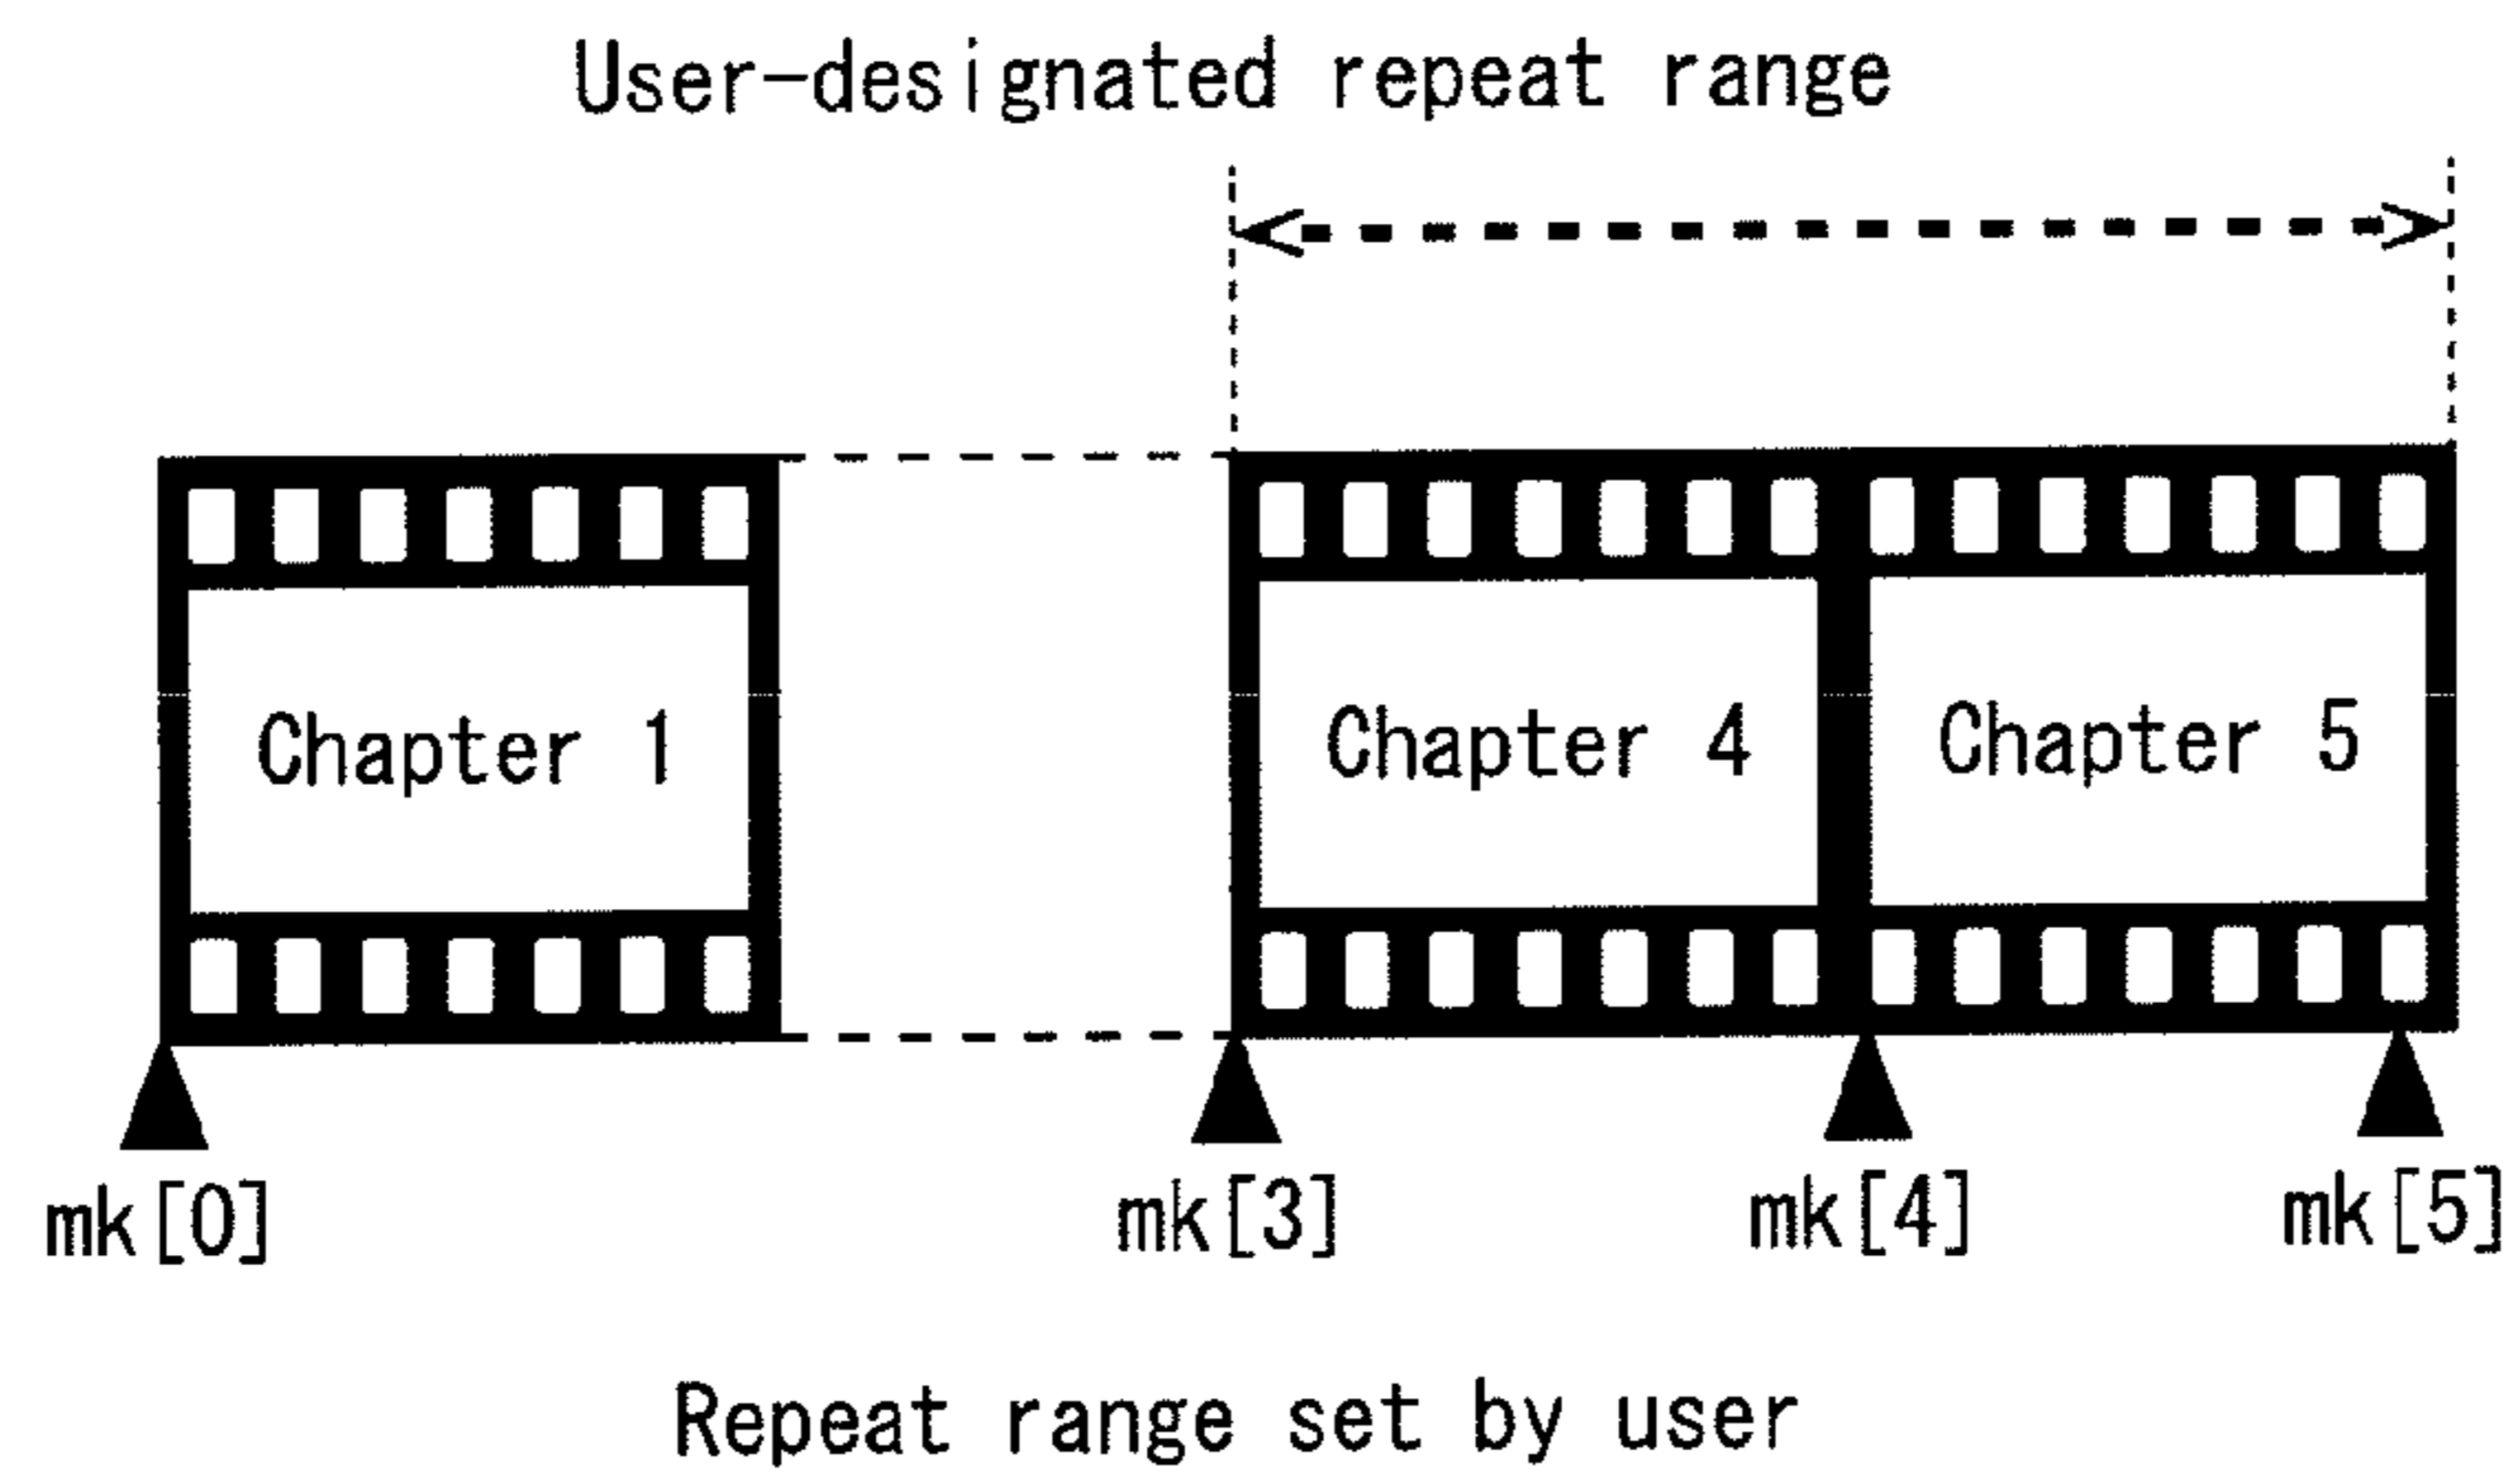 User-designated repeat range
Chapter 1
Chapter 4
Chapter 5
mk[0]
mk[3]
mk[4]
mk[5]
Repeat range set by user